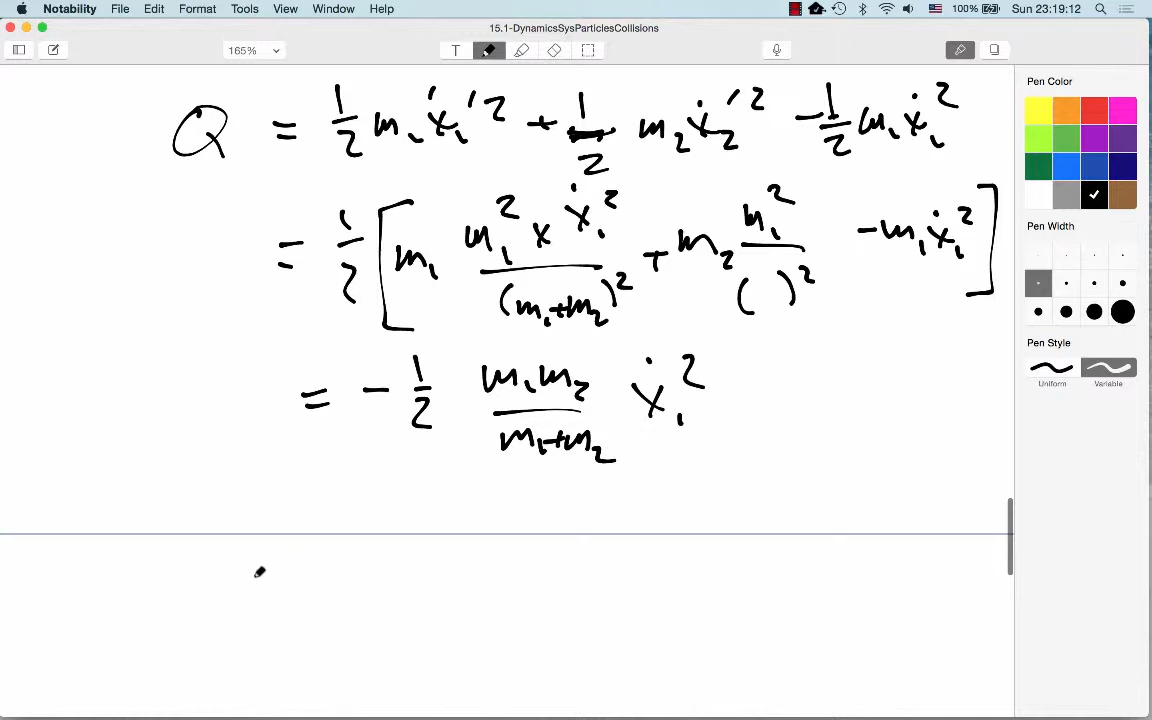 Notability File Edit Format Tools View Window Help 100% Sun 23:19:12
15.1-DynamicsSysParticlesCollisions
165% T
Pen Color
Pen Width
Pen Style
Uniform Variable
Q = 1/2 m₁ẋ₁'² + 1/2 m₂ẋ₂'² - 1/2 m₁ẋ₁²
= 1/2 [m₁ m₁² x ẋ₁²/(m₁+m₂)² + m₂ m₁²/( )² - m₁ẋ₁²]
= - 1/2 m₁m₂/(m₁+m₂) ẋ₁²